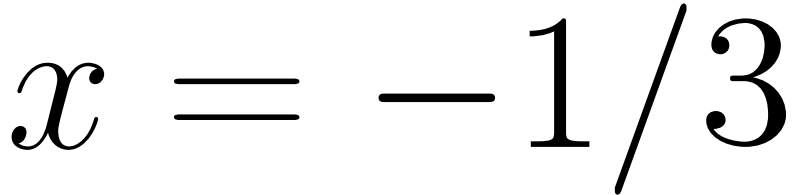 x = − 1/3